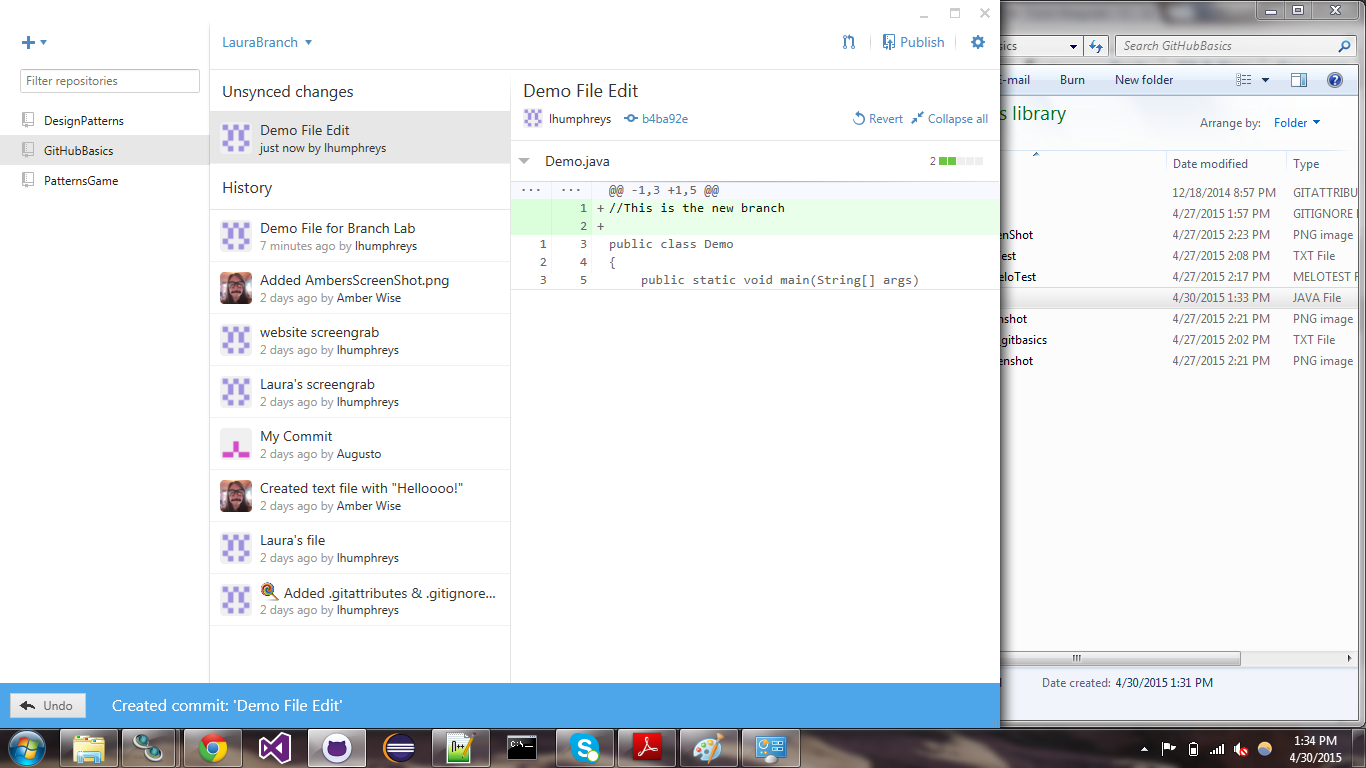 LauraBranch
Publish
Filter repositories
DesignPatterns
GitHubBasics
PatternsGame
Unsynced changes
Demo File Edit
just now by lhumphreys
History
Demo File for Branch Lab
7 minutes ago by lhumphreys
Added AmbersScreenShot.png
2 days ago by Amber Wise
website screengrab
2 days ago by lhumphreys
Laura's screengrab
2 days ago by lhumphreys
My Commit
2 days ago by Augusto
Created text file with "Helloooo!"
2 days ago by Amber Wise
Laura's file
2 days ago by lhumphreys
Added .gitattributes & .gitignore...
2 days ago by lhumphreys
Demo File Edit
lhumphreys b4ba92e Revert Collapse all
Demo.java 2
... ... @@ -1,3 +1,5 @@
1 + //This is the new branch
2 +
1 3 public class Demo
2 4 {
3 5 public static void main(String[] args)
Undo Created commit: 'Demo File Edit'
ics Search GitHubBasics
-mail Burn New folder
s library
Arrange by: Folder
Date modified Type
12/18/2014 8:57 PM GITATTRIBU
4/27/2015 1:57 PM GITIGNORE
enShot 4/27/2015 2:23 PM PNG image
est 4/27/2015 2:08 PM TXT File
eloTest 4/27/2015 2:17 PM MELOTEST
4/30/2015 1:33 PM JAVA File
nshot 4/27/2015 2:21 PM PNG image
gitbasics 4/27/2015 2:02 PM TXT File
enshot 4/27/2015 2:21 PM PNG image
Date created: 4/30/2015 1:31 PM
1:34 PM
4/30/2015